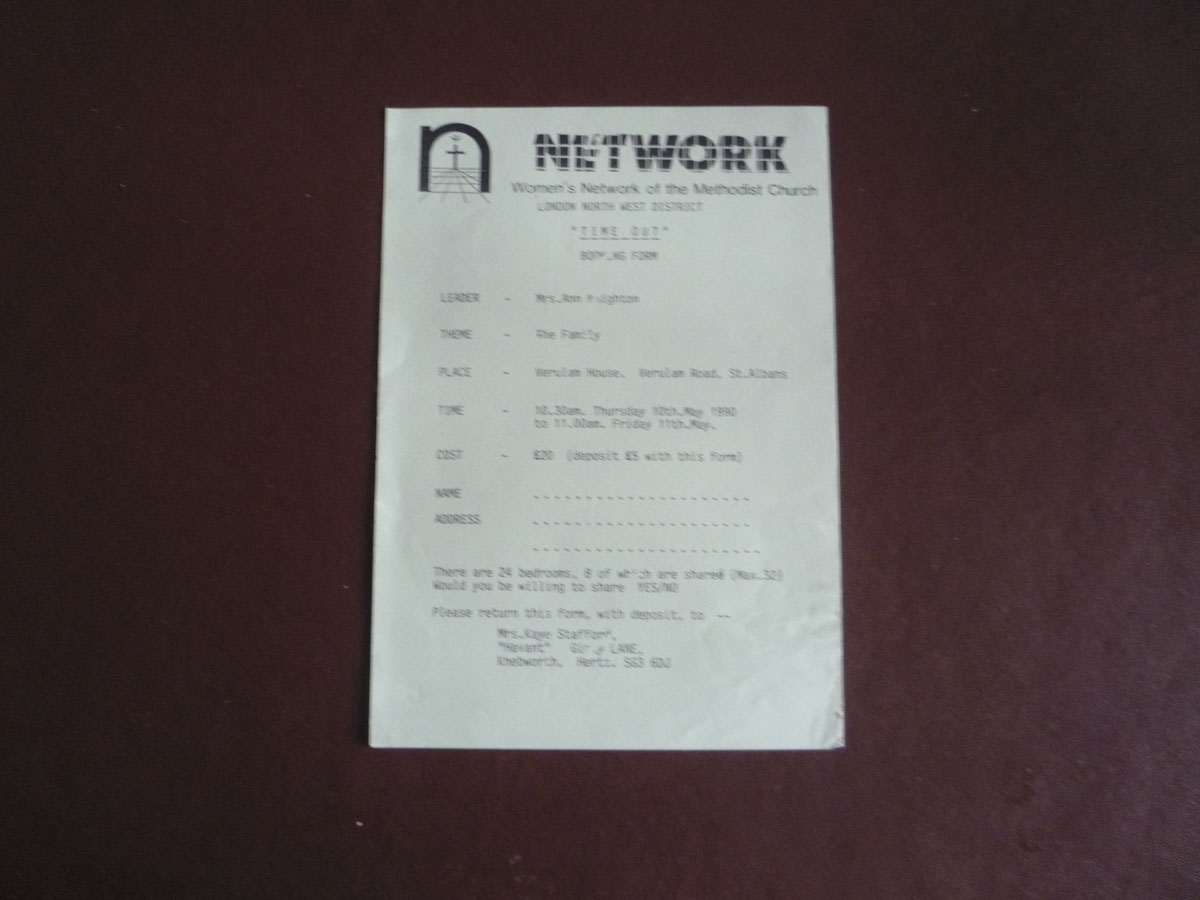 NETWORK
Women's Network of the Methodist Church
LONDON NORTH WEST DISTRICT
"TIME OUT"
BOOKING FORM
LEADER - Mrs.Ann
THEME - The Family
PLACE - Verulam House, Verulam Road, St.Albans
TIME - 10.30am. Thursday 10th.May 1990
to 11.00am. Friday 11th.May.
COST - £20 (deposit £5 with this form)
NAME
ADDRESS
There are 24 bedrooms, 8 of which are shared (Max.32)
Would you be willing to share YES/NO
Please return this form, with deposit, to --
Mrs.Kaye Stafford,
"Havant" LANE,
Knebworth, Herts.